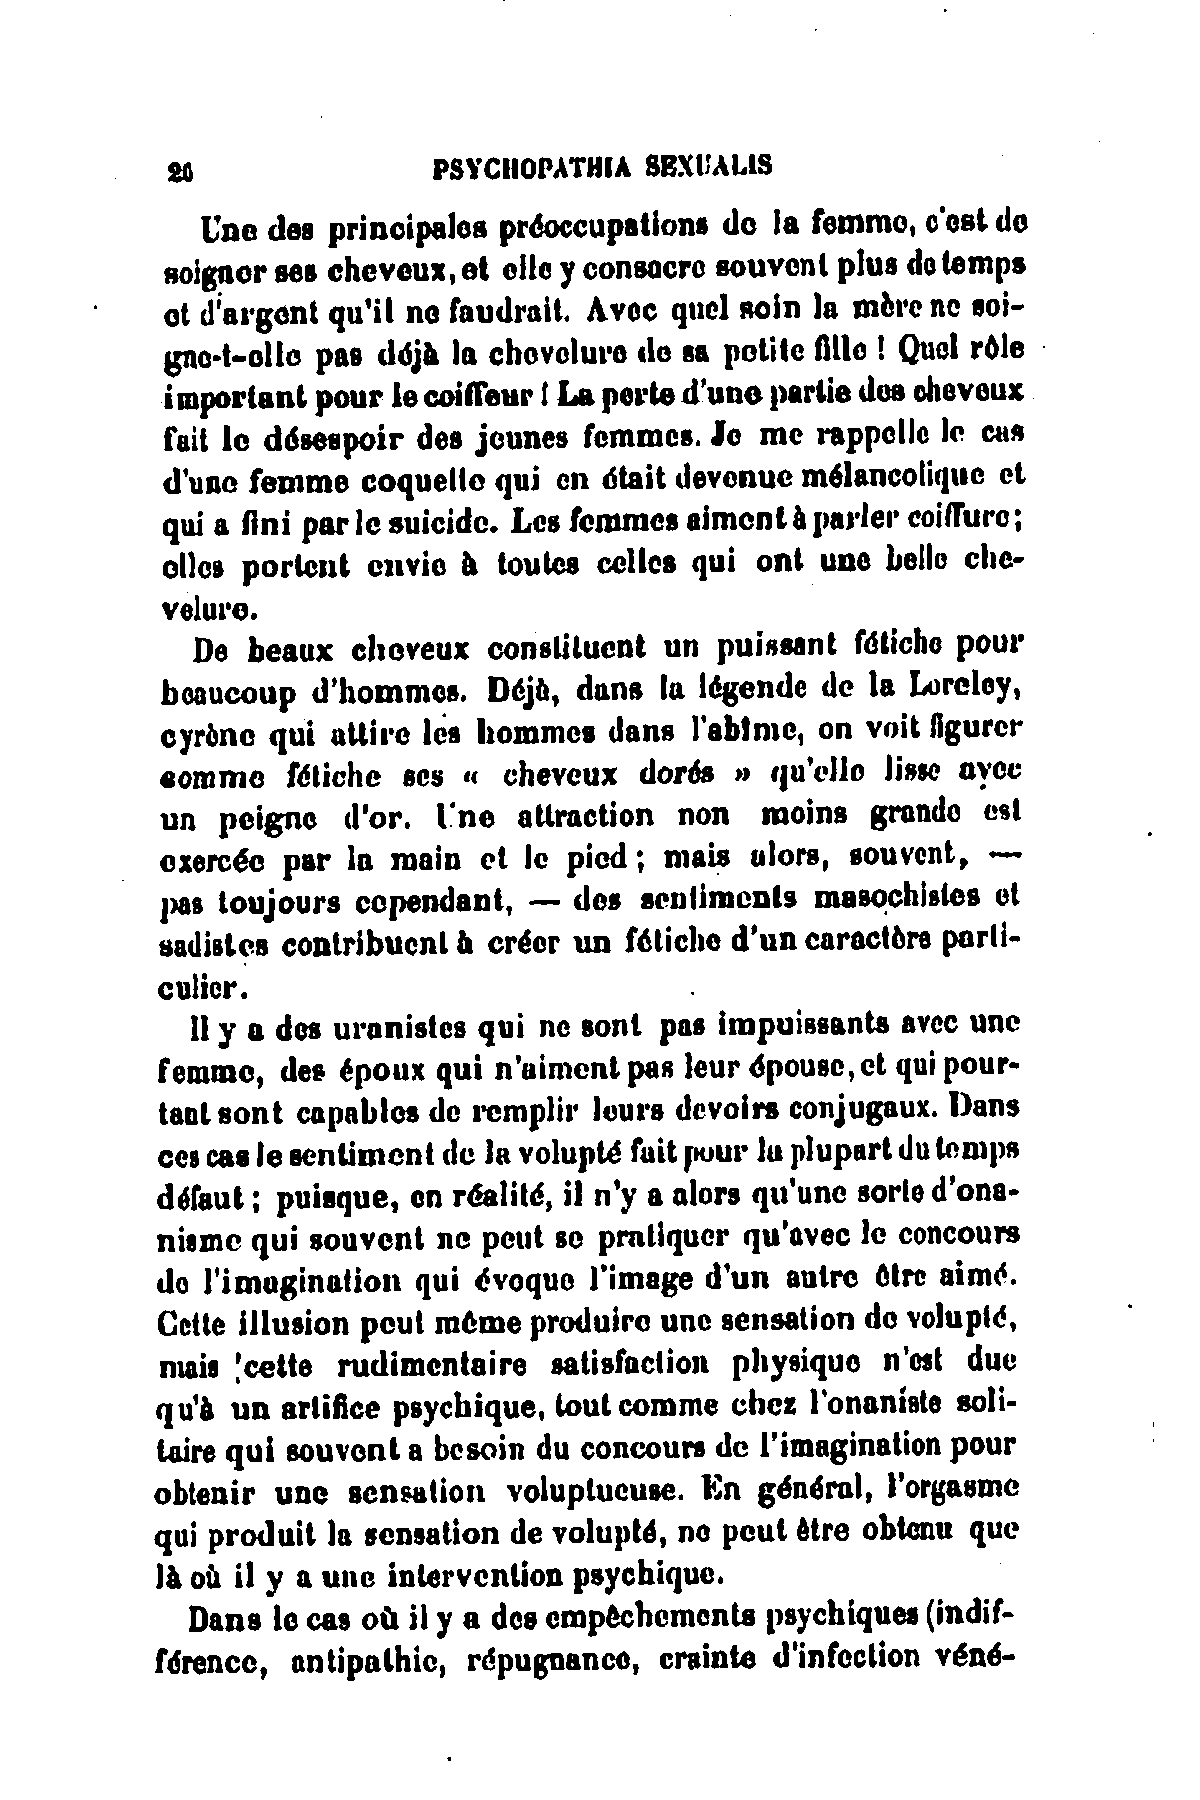 26 PSYCHOPATHIA SEXUALIS
Une des principales préoccupations de la femme, c'est de
soigner ses cheveux, et elle y consacre souvent plus de temps
et d'argent qu'il ne faudrait. Avec quel soin la mère ne soi-
gne-t-elle pas déjà la chevelure de sa petite fille ! Quel rôle
important pour le coiffeur ! La perte d'une partie des cheveux
fait le désespoir des jeunes femmes. Je me rappelle le cas
d'une femme coquette qui en était devenue mélancolique et
qui a fini par le suicide. Les femmes aiment à parler coiffure ;
elles portent envie à toutes celles qui ont une belle che-
velure.
De beaux cheveux constituent un puissant fétiche pour
beaucoup d'hommes. Déjà, dans la légende de la Loreley,
cyrène qui attire les hommes dans l'abîme, on voit figurer
comme fétiche ses « cheveux dorés » qu'elle lisse avec
un peigne d'or. Une attraction non moins grande est
exercée par la main et le pied ; mais alors, souvent, —
pas toujours cependant, — des sentiments masochistes et
sadistes contribuent à créer un fétiche d'un caractère parti-
culier.
Il y a des uranistes qui ne sont pas impuissants avec une
femme, des époux qui n'aiment pas leur épouse, et qui pour-
tant sont capables de remplir leurs devoirs conjugaux. Dans
ces cas le sentiment de la volupté fait pour la plupart du temps
défaut ; puisque, en réalité, il n'y a alors qu'une sorte d'ona-
nisme qui souvent ne peut se pratiquer qu'avec le concours
de l'imagination qui évoque l'image d'un autre être aimé.
Cette illusion peut même produire une sensation de volupté,
mais cette rudimentaire satisfaction physique n'est due
qu'à un artifice psychique, tout comme chez l'onaniste soli-
taire qui souvent a besoin du concours de l'imagination pour
obtenir une sensation voluptueuse. En général, l'orgasme
qui produit la sensation de volupté, ne peut être obtenu que
là où il y a une intervention psychique.
Dans le cas où il y a des empêchements psychiques (indif-
férence, antipathie, répugnance, crainte d'infection véné-